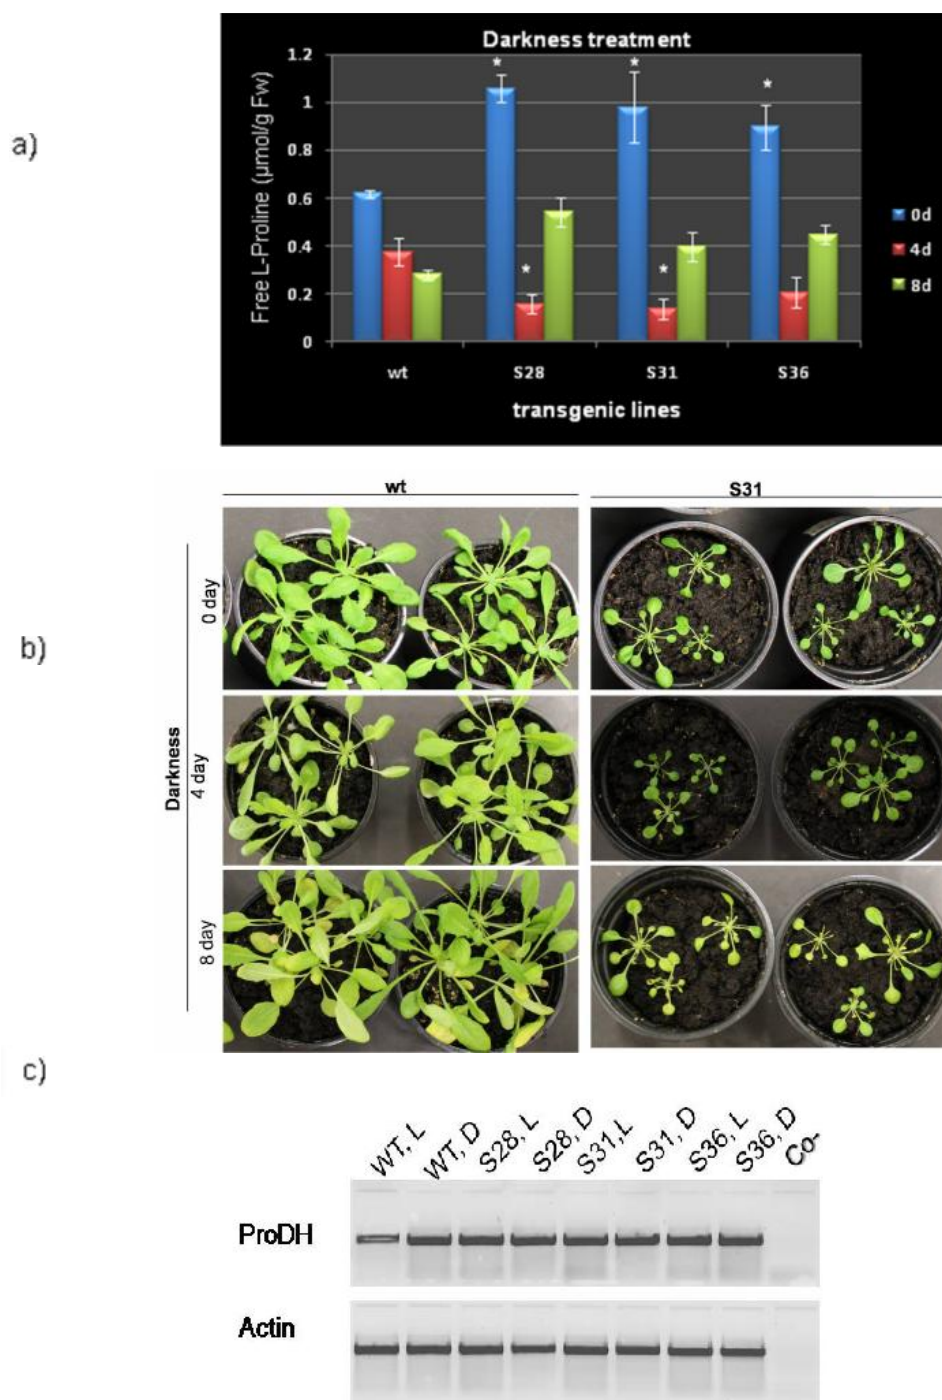 a)
Darkness treatment
Free L-Proline (µmol/g Fw)
1.2
1
0.8
0.6
0.4
0.2
0
* * *
* *
wt S28 S31 S36
transgenic lines
0d
4d
8d
b)
wt S31
Darkness
0 day
4 day
8 day
c)
WT, L WT, D S28, L S28, D S31,L S31, D S36, L S36, D Co-
ProDH
Actin